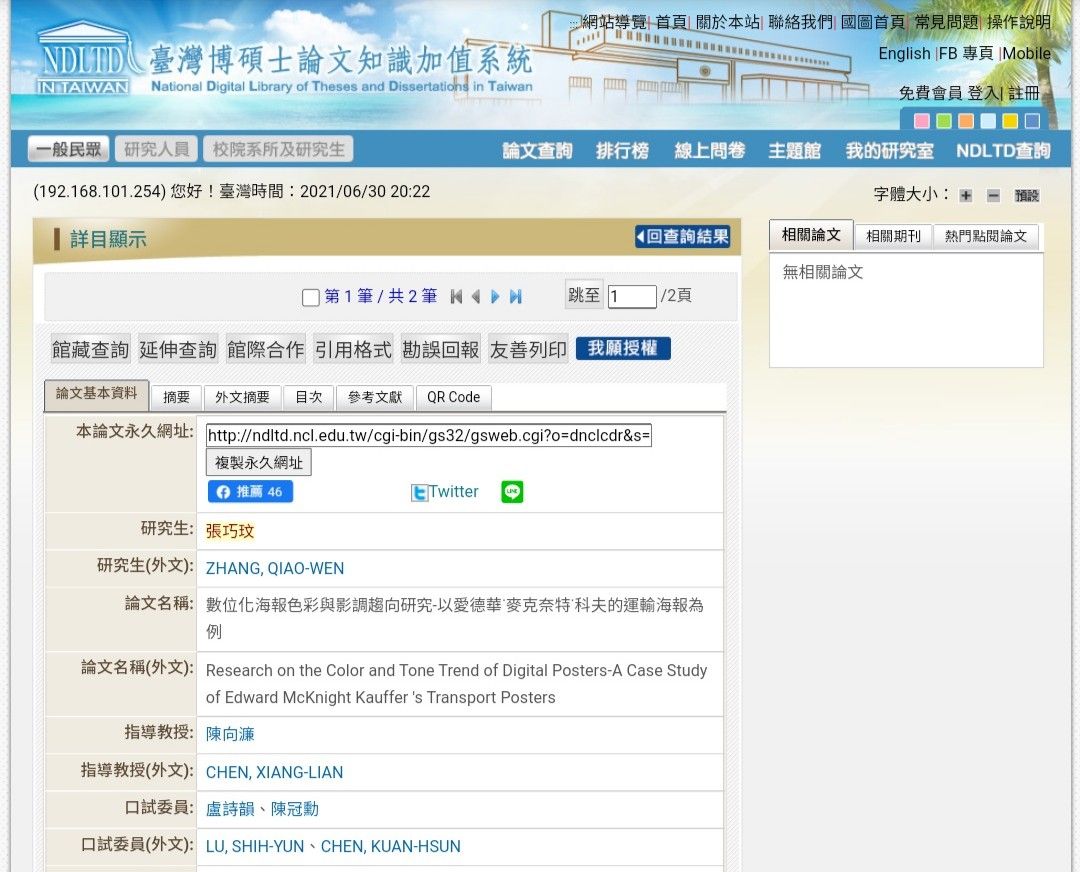 ::: 網站導覽| 首頁| 關於本站| 聯絡我們| 國圖首頁| 常見問題| 操作說明
English |FB 專頁 |Mobile
免費會員 登入| 註冊
NDLTD
IN TAIWAN
臺灣博碩士論文知識加值系統
National Digital Library of Theses and Dissertations in Taiwan
一般民眾 研究人員 校院系所及研究生 論文查詢 排行榜 線上問卷 主題館 我的研究室 NDLTD查詢
(192.168.101.254) 您好！臺灣時間：2021/06/30 20:22
字體大小： + - 預設
詳目顯示 回查詢結果
第 1 筆 / 共 2 筆 跳至 1 /2頁
館藏查詢 延伸查詢 館際合作 引用格式 勘誤回報 友善列印 我願授權
論文基本資料 摘要 外文摘要 目次 參考文獻 QR Code
本論文永久網址: http://ndltd.ncl.edu.tw/cgi-bin/gs32/gsweb.cgi?o=dnclcdr&s=
複製永久網址
推薦 46 Twitter LINE
研究生: 張巧玟
研究生(外文): ZHANG, QIAO-WEN
論文名稱: 數位化海報色彩與影調趨向研究-以愛德華˙麥克奈特˙科夫的運輸海報為
例
論文名稱(外文): Research on the Color and Tone Trend of Digital Posters-A Case Study
of Edward McKnight Kauffer 's Transport Posters
指導教授: 陳向濂
指導教授(外文): CHEN, XIANG-LIAN
口試委員: 盧詩韻、陳冠勳
口試委員(外文): LU, SHIH-YUN、CHEN, KUAN-HSUN
相關論文 相關期刊 熱門點閱論文
無相關論文